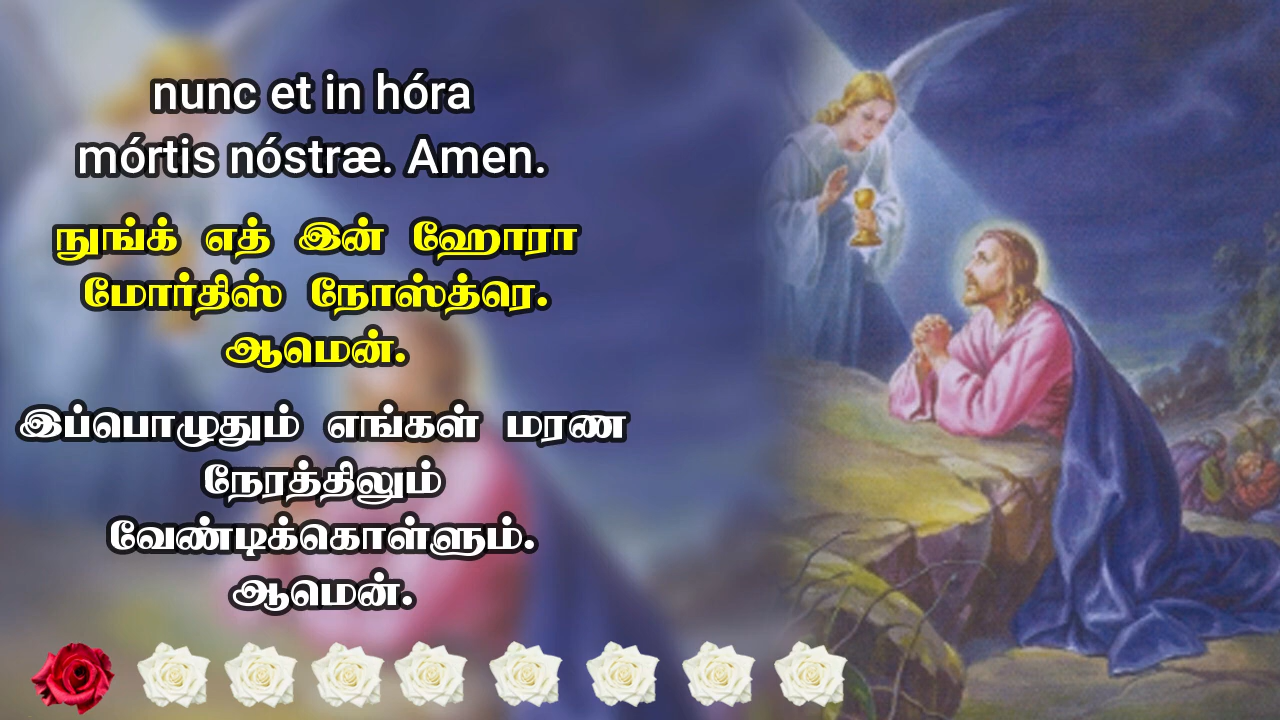 nunc et in hóra
mórtis nóstræ. Amen.
நுங்க் எத் இன் ஹோரா
மோர்திஸ் நோஸ்த்ரெ.
ஆமென்.
இப்பொழுதும் எங்கள் மரண
நேரத்திலும்
வேண்டிக்கொள்ளும்.
ஆமென்.